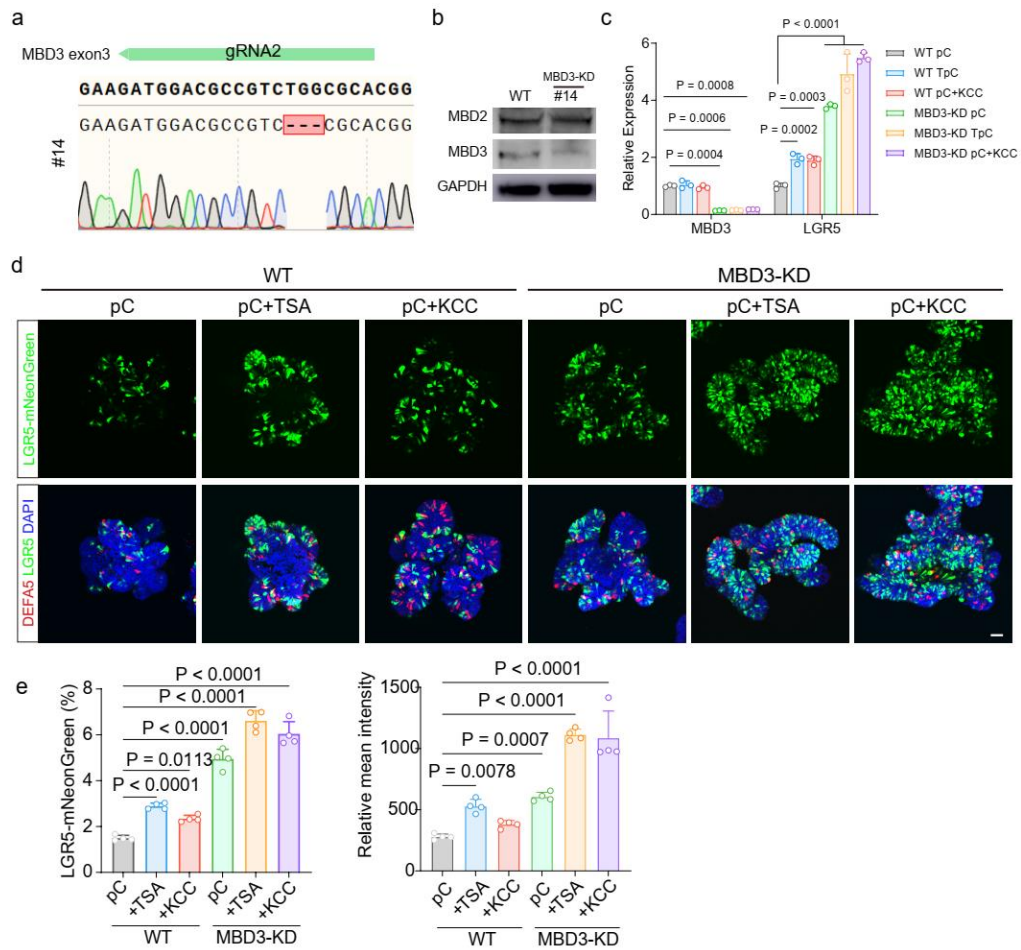 a
gRNA2
MBD3 exon3
GAAGATGGACGCCGTCTGGCGCACGG
GAAGATGGACGCCGTC---CGCACGG
#14
b
MBD3-KD
WT #14
MBD2
MBD3
GAPDH
c
P < 0.0001
P = 0.0008
P = 0.0006
P = 0.0003
P = 0.0004
P = 0.0002
Relative Expression
6
4
2
0
MBD3 LGR5
WT pC
WT TpC
WT pC+KCC
MBD3-KD pC
MBD3-KD TpC
MBD3-KD pC+KCC
d
WT MBD3-KD
pC pC+TSA pC+KCC pC pC+TSA pC+KCC
LGR5-mNeonGreen
DEFA5 LGR5 DAPI
e
LGR5-mNeonGreen (%)
8
6
4
2
0
P < 0.0001
P < 0.0001
P < 0.0001
P = 0.0113
P < 0.0001
pC +TSA +KCC pC +TSA +KCC
WT MBD3-KD
Relative mean intensity
1500
1000
500
0
P < 0.0001
P < 0.0001
P = 0.0007
P = 0.0078
pC +TSA +KCC pC +TSA +KCC
WT MBD3-KD